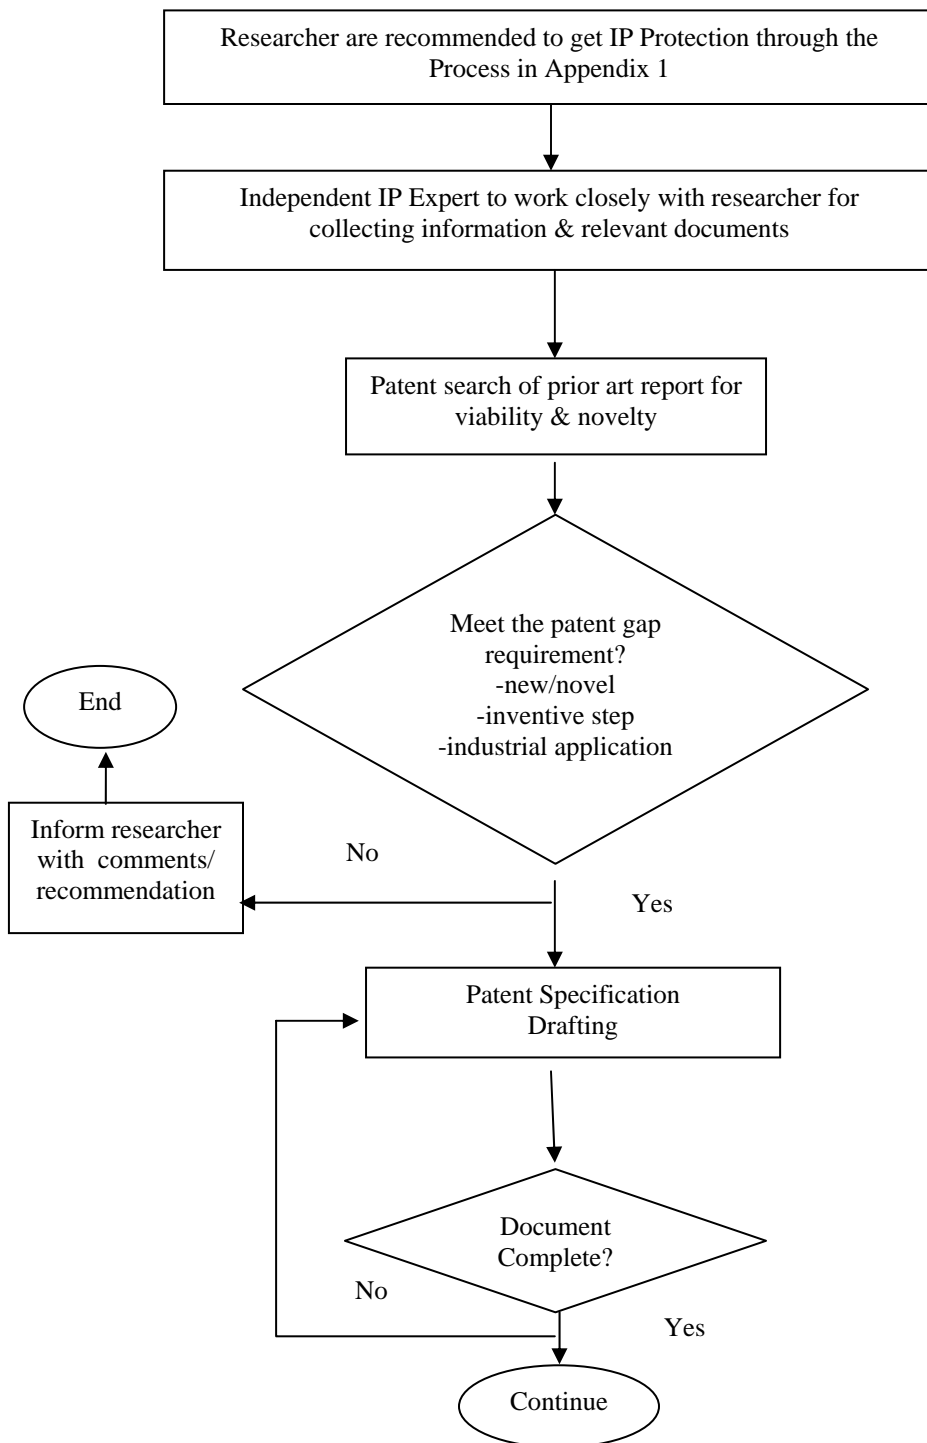 Researcher are recommended to get IP Protection through the
Process in Appendix 1
Independent IP Expert to work closely with researcher for
collecting information & relevant documents
Patent search of prior art report for
viability & novelty
Meet the patent gap
requirement?
-new/novel
-inventive step
-industrial application
End
Inform researcher
with  comments/
recommendation
No
Yes
Patent Specification
Drafting
Document
Complete?
No
Yes
Continue